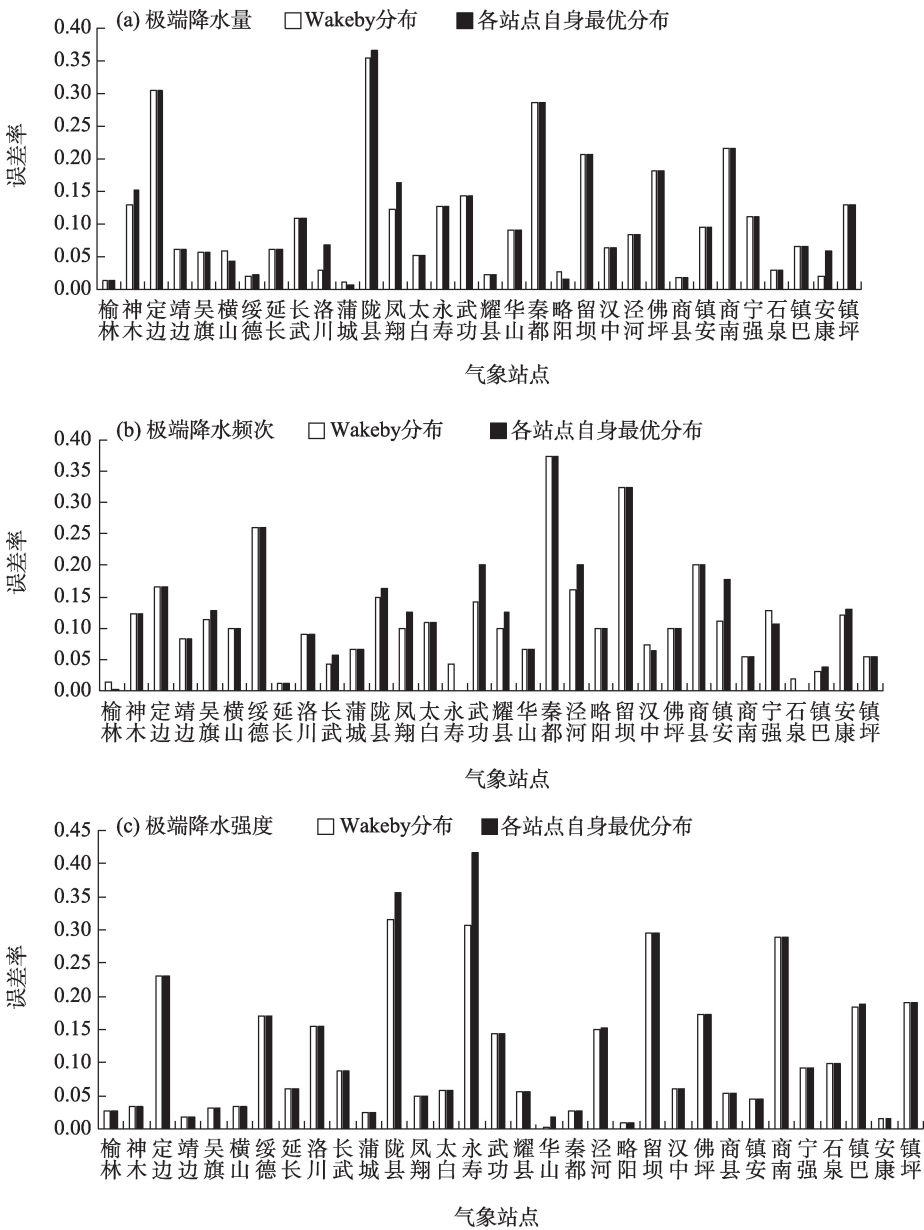 (a) 极端降水量 Wakeby分布 各站点自身最优分布
误差率
0.40
0.35
0.30
0.25
0.20
0.15
0.10
0.05
0.00
榆林 神木 定边 靖边 吴旗 横山 绥德 延长 长武 洛川 蒲城 陇县 凤翔 太白 永寿 武功 耀县 华山 秦都 略阳 留坝 汉中 泾河 佛坪 商县 镇安 商南 宁强 石泉 镇巴 安康 镇坪
气象站点
(b) 极端降水频次 Wakeby分布 各站点自身最优分布
误差率
0.40
0.35
0.30
0.25
0.20
0.15
0.10
0.05
0.00
榆林 神木 定边 靖边 吴旗 横山 绥德 延长 洛川 长武 蒲城 陇县 凤翔 太白 永寿 武功 耀县 华山 秦都 泾河 略阳 留坝 汉中 佛坪 商县 镇安 商南 宁强 石泉 镇巴 安康 镇坪
气象站点
(c) 极端降水强度 Wakeby分布 各站点自身最优分布
误差率
0.45
0.40
0.35
0.30
0.25
0.20
0.15
0.10
0.05
0.00
榆林 神木 定边 靖边 吴旗 横山 绥德 延长 洛川 长武 蒲城 陇县 凤翔 太白 永寿 武功 耀县 华山 秦都 泾河 略阳 留坝 汉中 佛坪 商县 镇安 商南 宁强 石泉 镇巴 安康 镇坪
气象站点